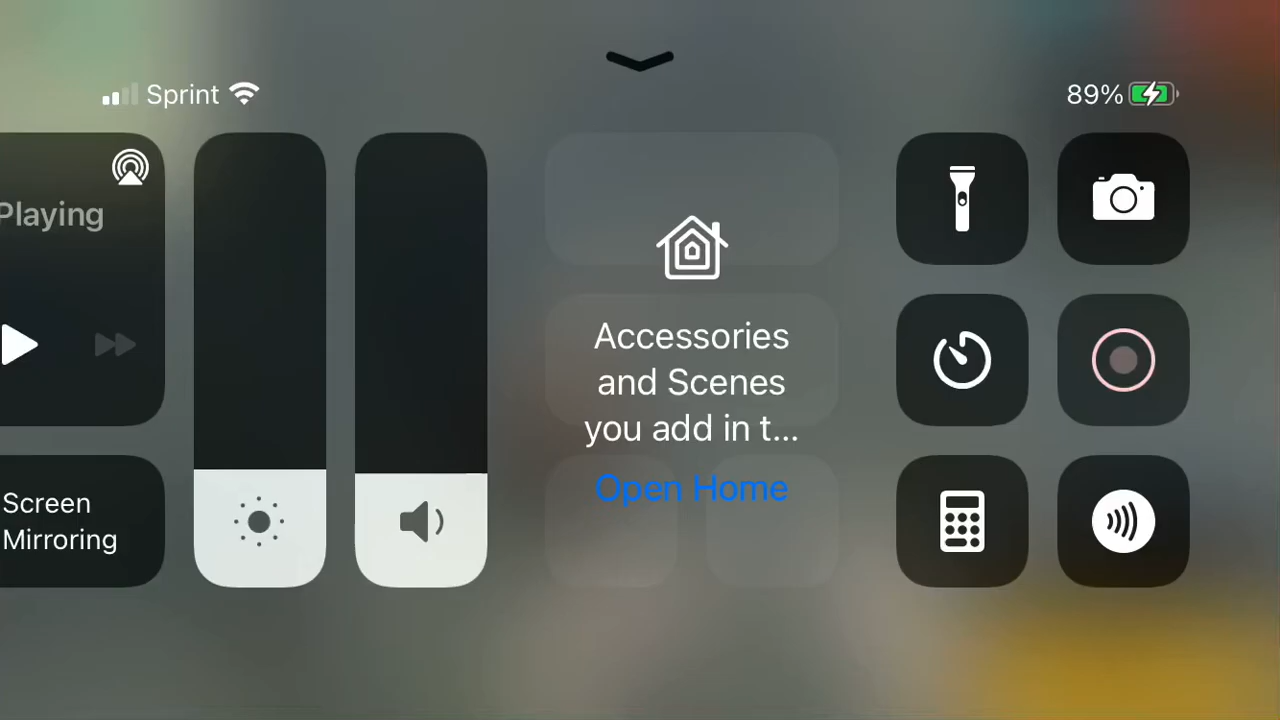 Sprint
89%
Playing
Screen
Mirroring
Accessories
and Scenes
you add in t...
Open Home